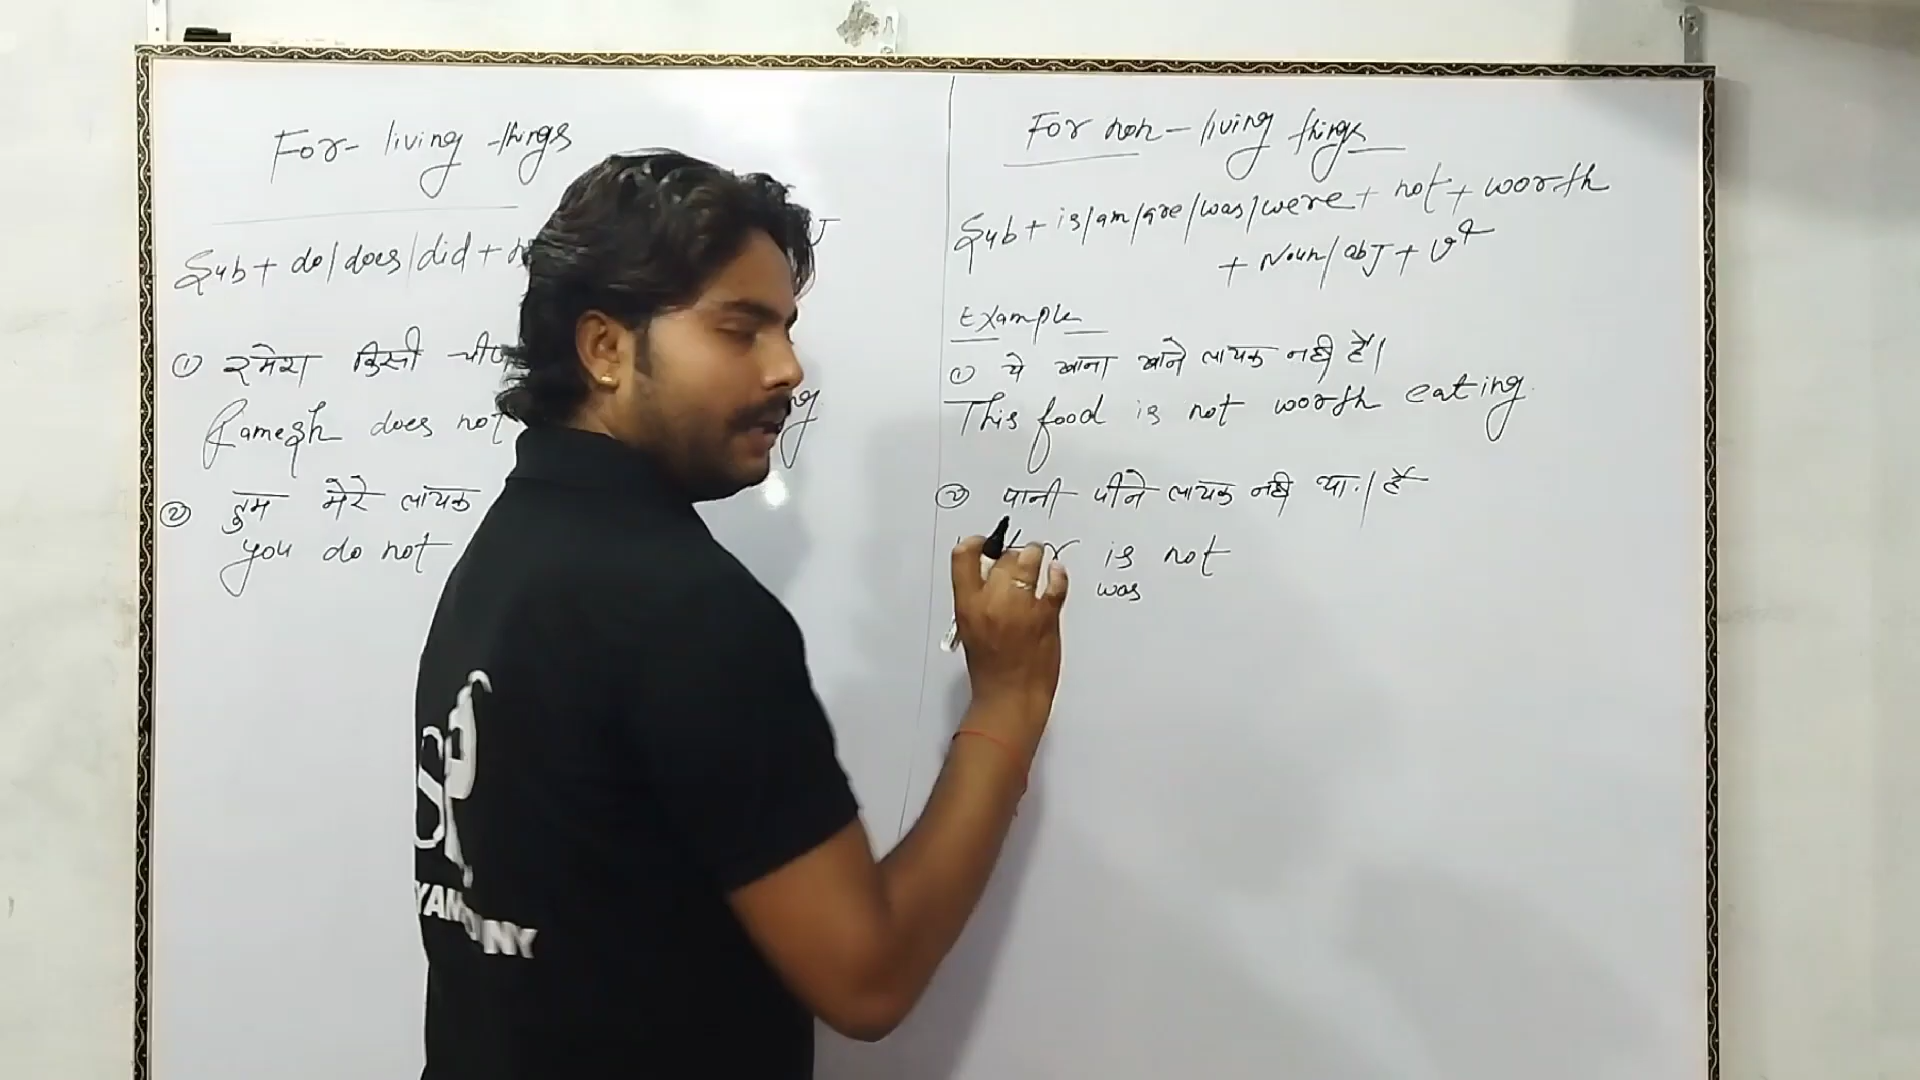 For- living things
Sub + do/does/did +
① रमेश किसी
Ramesh does not
② तुम मेरे लायक
you do not
For non-living things
Sub + is/am/are/was/were + not + worth
+ Noun/obj + v⁴
Example
① ये खाना खाने लायक नही हैं।
This food is not worth eating.
② पानी पीने लायक नही था।/हैं
is not
was